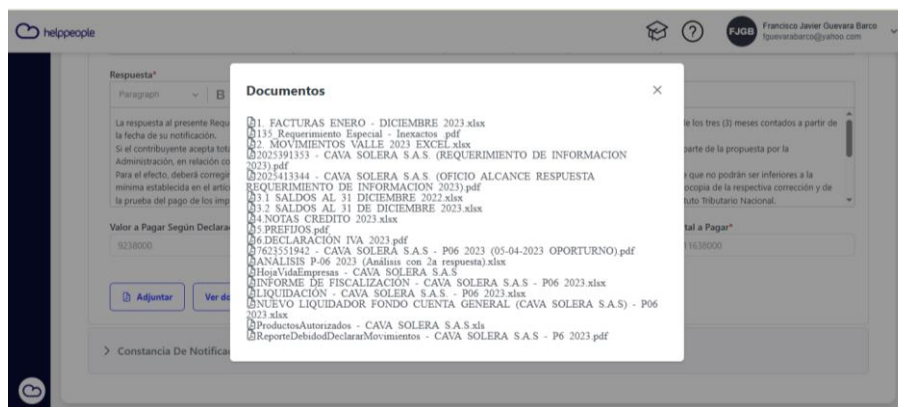 helppeople
FJGB
Francisco Javier Guevara Barco
fguevarabarco@yahoo.com
Respuesta*
Paragraph
B
La respuesta al presente Requ
de los tres (3) meses contados a partir de
la fecha de su notificación.
Si el contribuyente acepta tota
parte de la propuesta por la
Administración, en relación co
Para el efecto, deberá corregir
que no podrán ser inferiores a la
mínima establecida en el artíc
ocopia de la respectiva corrección y de
la prueba del pago de los imp
tuto Tributario Nacional.
Valor a Pagar Según Declara
tal a Pagar*
9238000
11638000
Adjuntar
Ver do
Constancia De Notifica
Documentos
1. FACTURAS ENERO - DICIEMBRE 2023.xlsx
135_Requerimiento Especial - Inexactos .pdf
2. MOVIMIENTOS VALLE 2023 EXCEL.xlsx
2025391353 - CAVA SOLERA S.A.S. (REQUERIMIENTO DE INFORMACION
2023).pdf
2025413344 - CAVA SOLERA S.A.S. (OFICIO ALCANCE RESPUESTA
REQUERIMIENTO DE INFORMACION 2023).pdf
3.1 SALDOS AL 31 DICIEMBRE 2022.xlsx
3.2 SALDOS AL 31 DE DICIEMBRE 2023.xlsx
4.NOTAS CREDITO 2023.xlsx
5.PREFIJOS.pdf
6.DECLARACIÓN IVA 2023.pdf
7623551942 - CAVA SOLERA S.A.S - P06 2023 (05-04-2023 OPORTURNO).pdf
ANÁLISIS P-06 2023 (Análisis con 2a respuesta).xlsx
HojaVidaEmpresas - CAVA SOLERA S.A.S
INFORME DE FISCALIZACIÓN - CAVA SOLERA S.A.S - P06 2023.xlsx
LIQUIDACIÓN - CAVA SOLERA S.A.S. - P06 2023.xlsx
NUEVO LIQUIDADOR FONDO CUENTA GENERAL (CAVA SOLERA S.A.S) - P06
2023.xlsx
ProductosAutorizados - CAVA SOLERA S.A.S.xls
ReporteDebidodDeclararMovimientos - CAVA SOLERA S.A.S - P6 2023.pdf